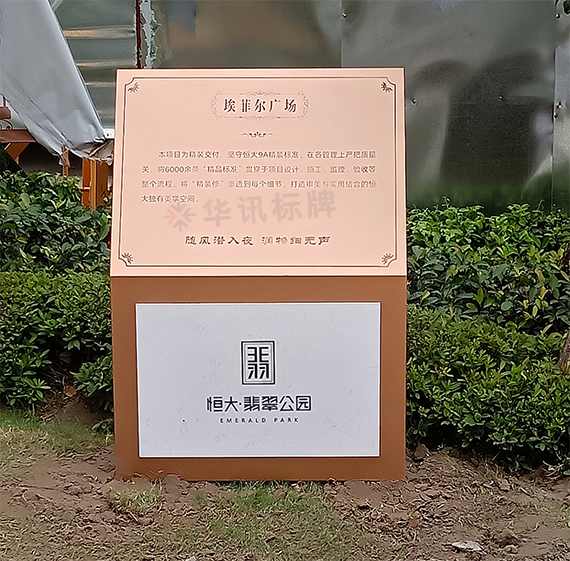 埃菲尔广场
本项目为精装交付，坚守恒大9A精装标准，在各管理上严把质量
关，将6000余条“精品标准”贯穿于项目设计、施工、监理、验收等
整个流程，将“精装修”渗透到每个细节，打造审美与实用结合的恒
大独有美学空间。
华讯标牌
随风潜入夜 润物细无声
翡
恒大·翡翠公园
EMERALD PARK